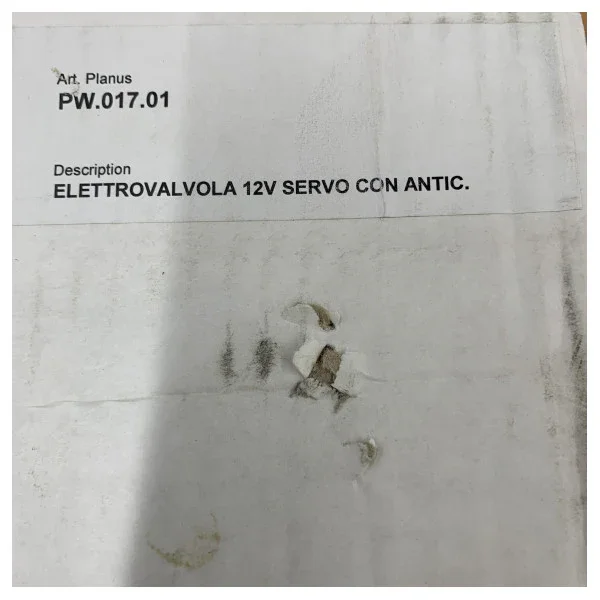 Art. Planus
PW.017.01
Description
ELETTROVALVOLA 12V SERVO CON ANTIC.